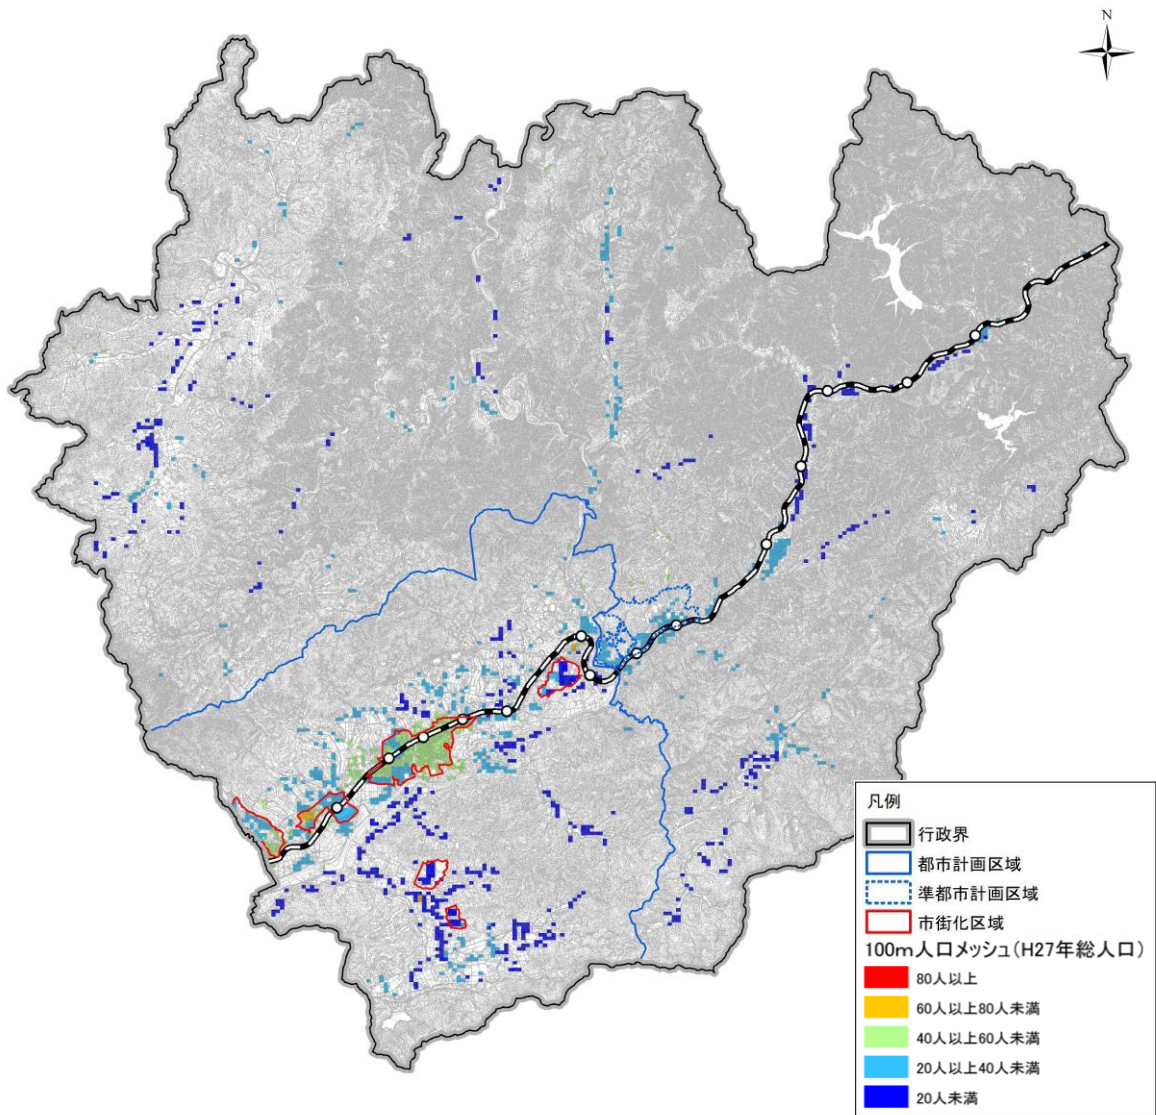 N
凡例
行政界
都市計画区域
準都市計画区域
市街化区域
100m人口メッシュ(H27年総人口)
80人以上
60人以上80人未満
40人以上60人未満
20人以上40人未満
20人未満